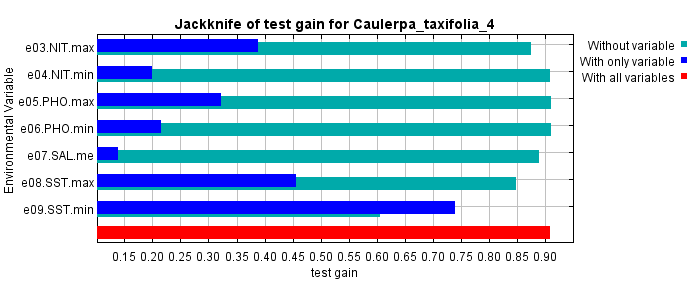 Jackknife of test gain for Caulerpa_taxifolia_4
Environmental Variable
e03.NIT.max
e04.NIT.min
e05.PHO.max
e06.PHO.min
e07.SAL.me
e08.SST.max
e09.SST.min
Without variable
With only variable
With all variables
0.15 0.20 0.25 0.30 0.35 0.40 0.45 0.50 0.55 0.60 0.65 0.70 0.75 0.80 0.85 0.90
test gain